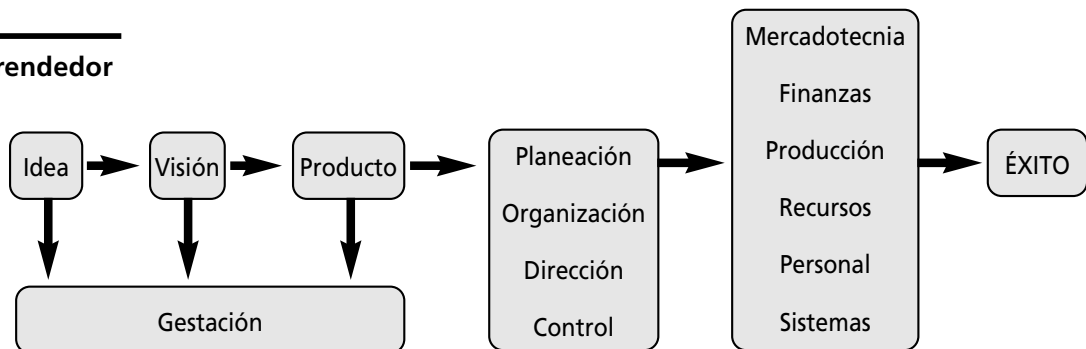 rendedor
Idea
Visión
Producto
Gestación
Planeación
Organización
Dirección
Control
Mercadotecnia
Finanzas
Producción
Recursos
Personal
Sistemas
ÉXITO